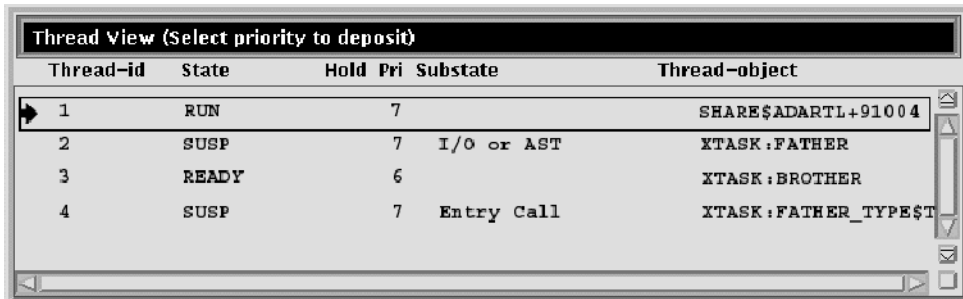 Thread View (Select priority to deposit)
Thread-id State Hold Pri Substate Thread-object
1 RUN 7 SHARE$ADARTL+91004
2 SUSP 7 I/O or AST XTASK:FATHER
3 READY 6 XTASK:BROTHER
4 SUSP 7 Entry Call XTASK:FATHER_TYPE$T